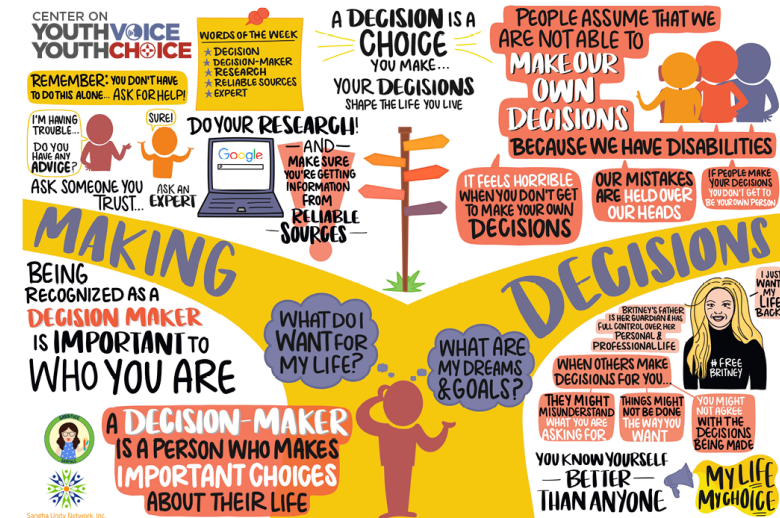 CENTER ON
YOUTHVOICE
YOUTHCHOICE
REMEMBER: YOU DON'T HAVE
TO DO THIS ALONE... ASK FOR HELP!
I'M HAVING
TROUBLE...
DO YOU
HAVE ANY
ADVICE?
SURE!
ASK SOMEONE YOU
TRUST...
ASK AN
EXPERT
WORDS OF THE WEEK
★ DECISION
★ DECISION-MAKER
★ RESEARCH
★ RELIABLE SOURCES
★ EXPERT
DO YOUR RESEARCH!
Google
— AND —
MAKE SURE
YOU'RE GETTING
INFORMATION
FROM
RELIABLE
— SOURCES —
A DECISION IS A
CHOICE
YOU MAKE...
YOUR DECISIONS
SHAPE THE LIFE YOU LIVE
PEOPLE ASSUME THAT WE
ARE NOT ABLE TO
MAKE OUR
OWN
DECISIONS
BECAUSE WE HAVE DISABILITIES
IT FEELS HORRIBLE
WHEN YOU DON'T GET
TO MAKE YOUR OWN
DECISIONS
OUR MISTAKES
ARE HELD OVER
OUR HEADS
IF PEOPLE MAKE
YOUR DECISIONS
YOU DON'T GET TO
BE YOUR OWN PERSON
MAKING
DECISIONS
BEING
RECOGNIZED AS A
DECISION MAKER
IS IMPORTANT TO
WHO YOU ARE
WHAT DO I
WANT FOR
MY LIFE?
WHAT ARE
MY DREAMS
& GOALS?
A DECISION-MAKER
IS A PERSON WHO MAKES
IMPORTANT CHOICES
ABOUT THEIR LIFE
Sangha Unity Network, Inc.
BRITNEY'S FATHER
IS HER GUARDIAN & HAS
FULL CONTROL OVER HER
PERSONAL &
PROFESSIONAL LIFE
I JUST
WANT
MY
LIFE
BACK
#FREE
BRITNEY
WHEN OTHERS MAKE
DECISIONS FOR YOU...
THEY MIGHT
MISUNDERSTAND
WHAT YOU ARE
ASKING FOR...
THINGS MIGHT
NOT BE DONE
THE WAY YOU
WANT
YOU MIGHT
NOT AGREE
WITH THE
DECISIONS
BEING MADE
YOU KNOW YOURSELF
— BETTER —
THAN ANYONE
MY LIFE
MY CHOICE